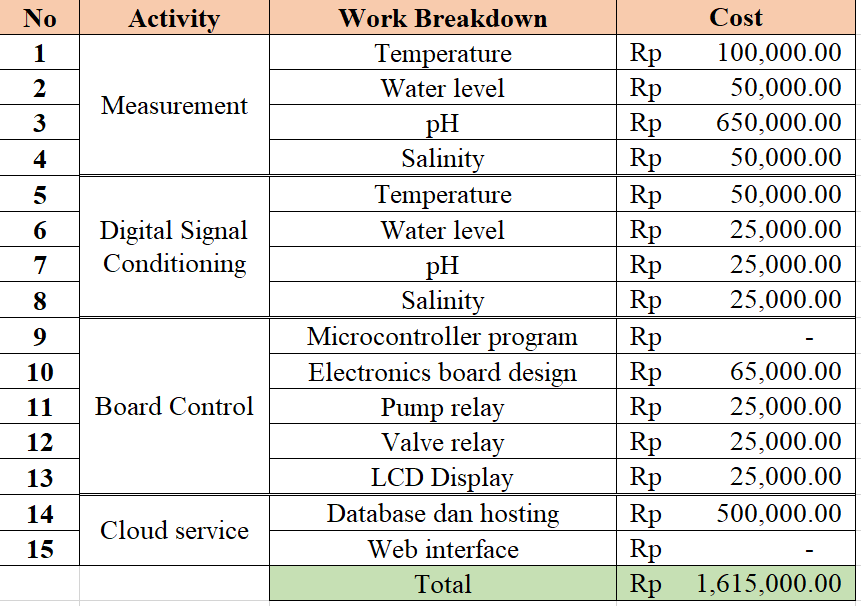 No Activity Work Breakdown Cost
1 Measurement Temperature Rp 100,000.00
2 Water level Rp 50,000.00
3 pH Rp 650,000.00
4 Salinity Rp 50,000.00
5 Digital Signal Conditioning Temperature Rp 50,000.00
6 Water level Rp 25,000.00
7 pH Rp 25,000.00
8 Salinity Rp 25,000.00
9 Board Control Microcontroller program Rp -
10 Electronics board design Rp 65,000.00
11 Pump relay Rp 25,000.00
12 Valve relay Rp 25,000.00
13 LCD Display Rp 25,000.00
14 Cloud service Database dan hosting Rp 500,000.00
15 Web interface Rp -
Total Rp 1,615,000.00